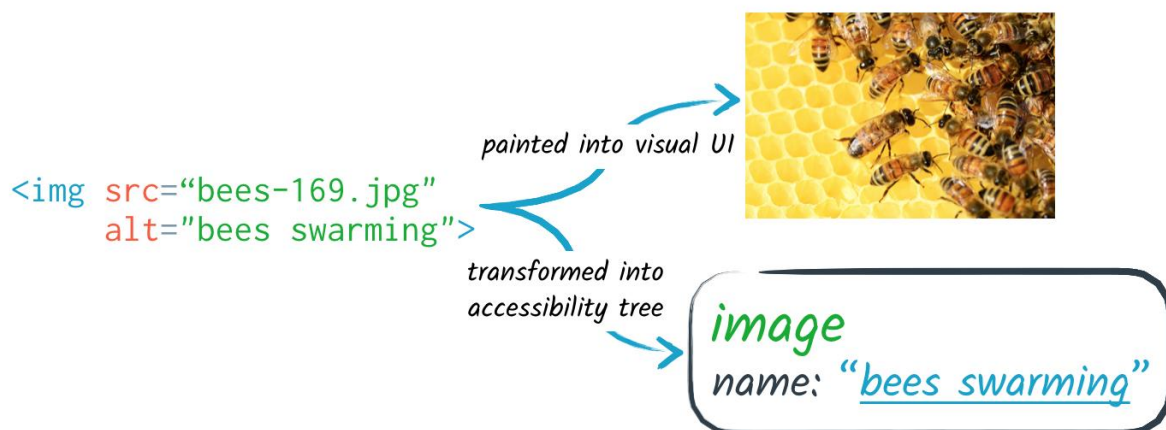 <img src=“bees-169.jpg"
alt="bees swarming">
painted into visual UI
transformed into
accessibility tree
image
name: “bees swarming”